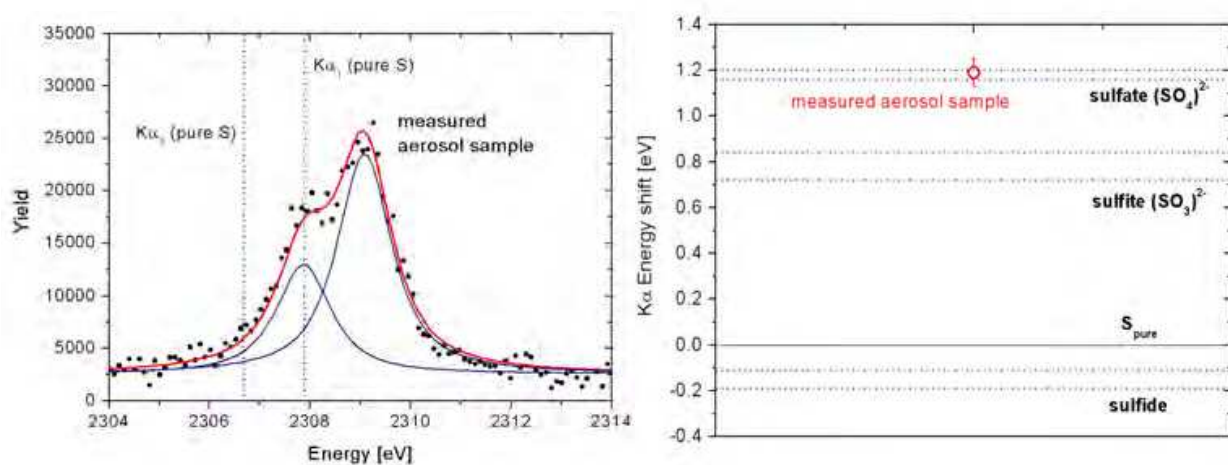 35000
30000
25000
20000
15000
10000
5000
0
Yield
2304
2306
2308
2310
2312
2314
Energy [eV]
Kα₁ (pure S)
(pure S)
measured
aerosol sample
1.4
1.2
1.0
0.8
0.6
0.4
0.2
0.0
-0.2
-0.4
Kα Energy shift [eV]
measured aerosol sample
sulfate (SO₄)²⁻
sulfite (SO₃)²⁻
Spure
sulfide